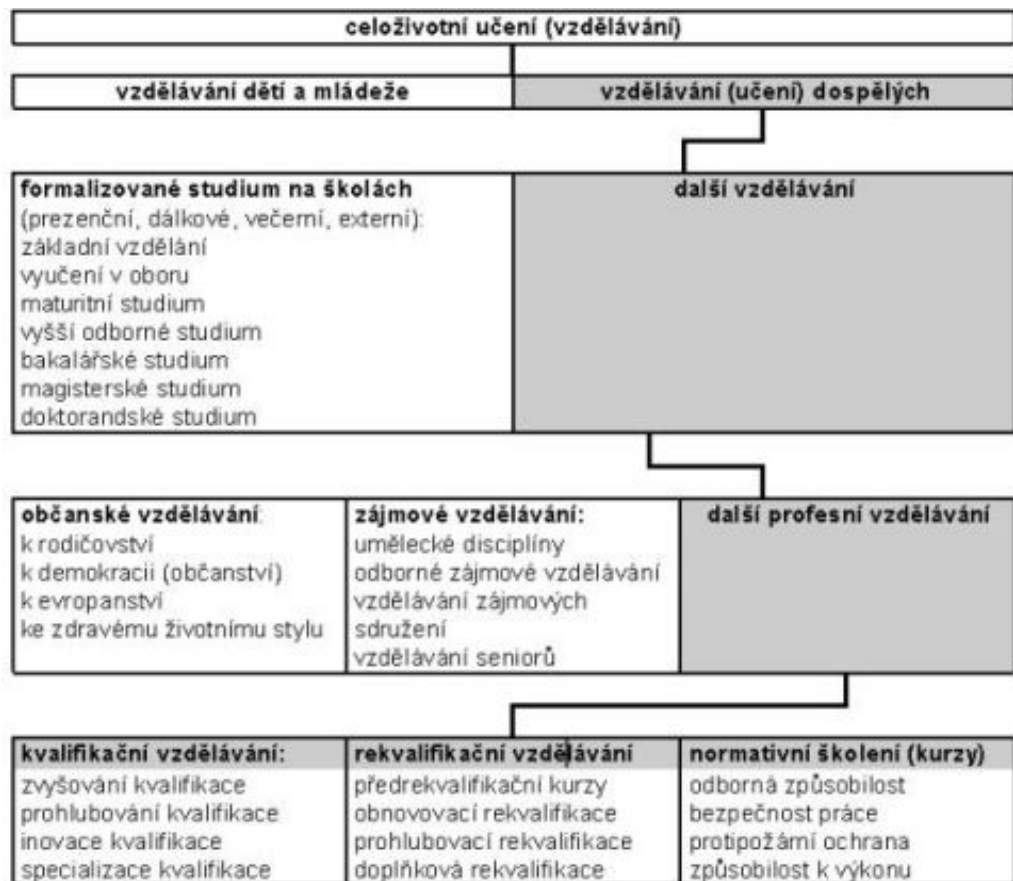 celoživotní učení (vzdělávání)
vzdělávání dětí a mládeže
vzdělávání (učení) dospělých
formalizované studium na školách
(prezenční, dálkové, večerní, externí):
základní vzdělání
vyučení v oboru
maturitní studium
vyšší odborné studium
bakalářské studium
magisterské studium
doktorandské studium
další vzdělávání
občanské vzdělávání:
k rodičovství
k demokracii (občanství)
k evropanství
ke zdravému životnímu stylu
zájmové vzdělávání:
umělecké disciplíny
odborné zájmové vzdělávání
vzdělávání zájmových
sdružení
vzdělávání seniorů
další profesní vzdělávání
kvalifikační vzdělávání:
zvyšování kvalifikace
prohlubování kvalifikace
inovace kvalifikace
specializace kvalifikace
rekvalifikační vzdělávání
předrekvalifikační kurzy
obnovovací rekvalifikace
prohlubovací rekvalifikace
doplňková rekvalifikace
normativní školení (kurzy)
odborná způsobilost
bezpečnost práce
protipožární ochrana
způsobilost k výkonu